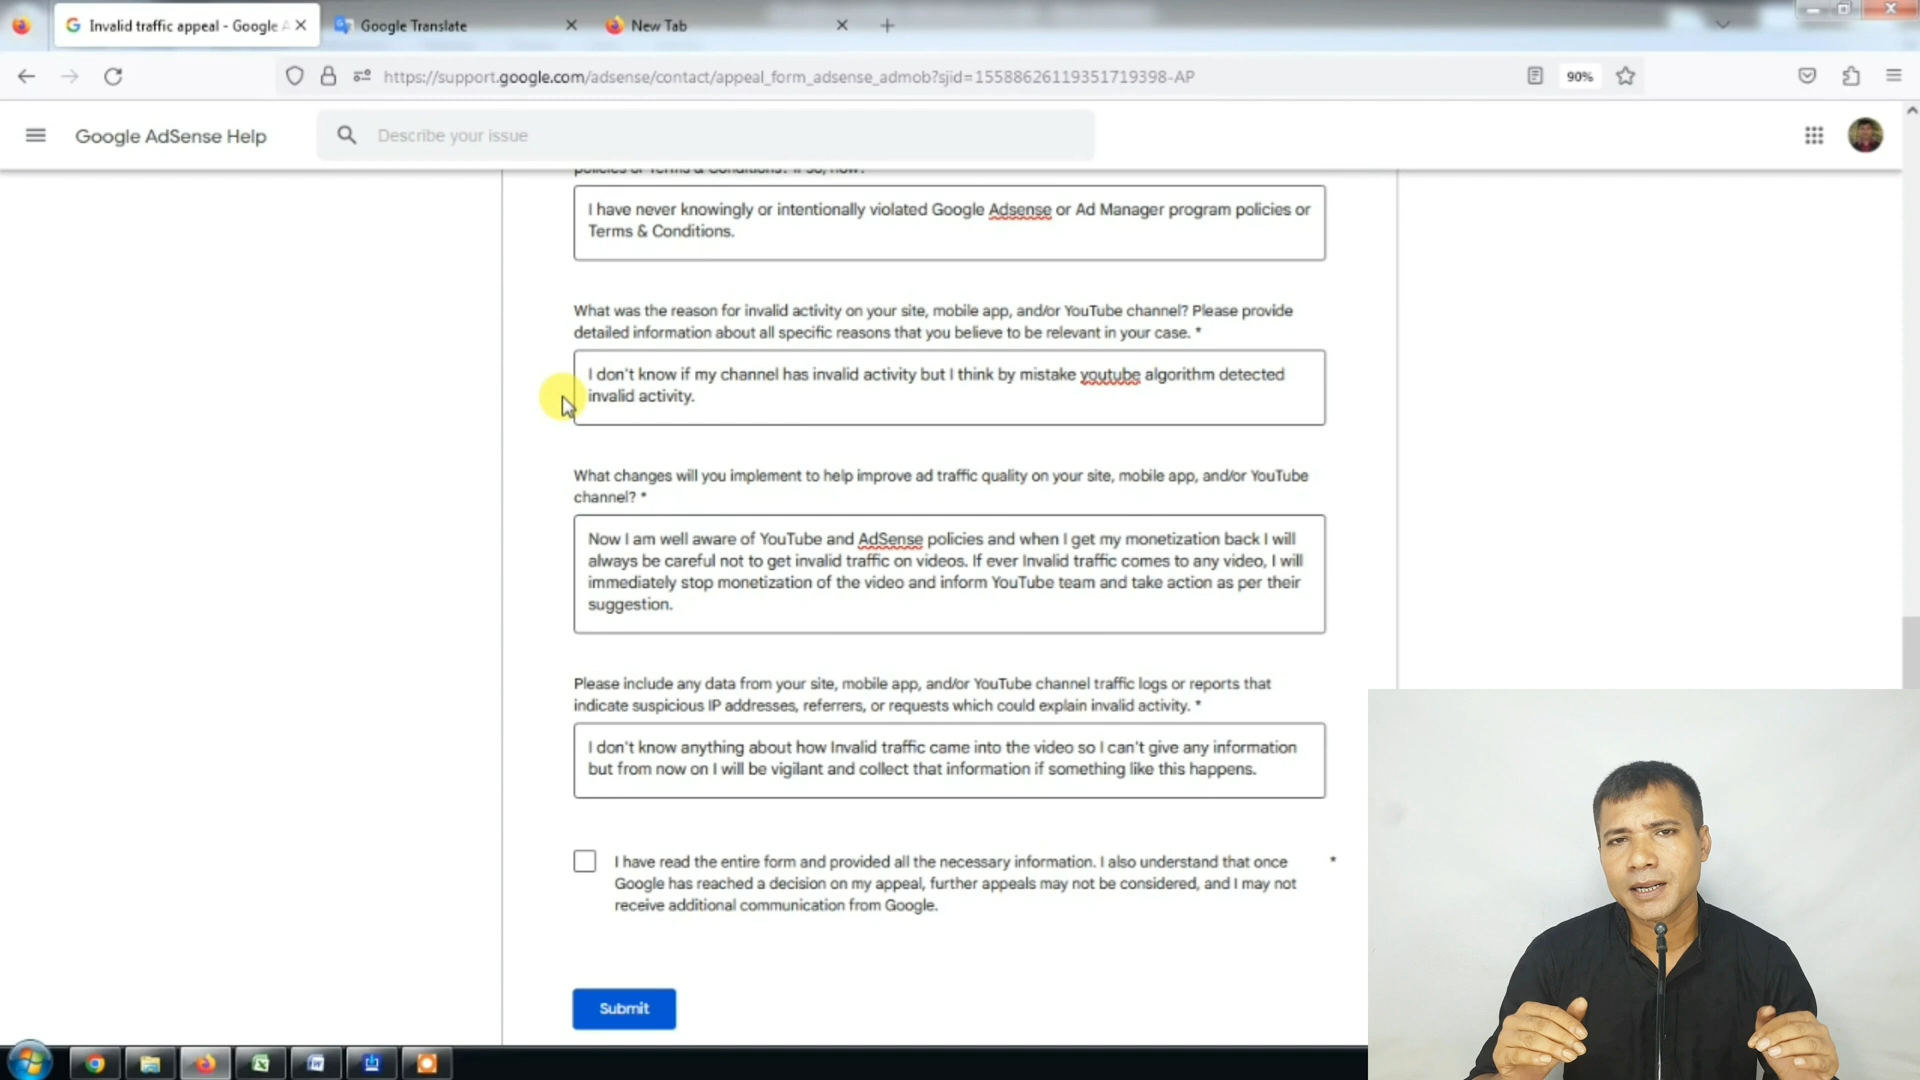 Invalid traffic appeal - Google A
Google Translate
New Tab
https://support.google.com/adsense/contact/appeal_form_adsense_admob?sjid=15588626119351719398-AP
90%
Google AdSense Help
Describe your issue
policies or Terms & Conditions? If so, how?
I have never knowingly or intentionally violated Google Adsense or Ad Manager program policies or
Terms & Conditions.
What was the reason for invalid activity on your site, mobile app, and/or YouTube channel? Please provide
detailed information about all specific reasons that you believe to be relevant in your case. *
I don't know if my channel has invalid activity but I think by mistake youtube algorithm detected
invalid activity.
What changes will you implement to help improve ad traffic quality on your site, mobile app, and/or YouTube
channel? *
Now I am well aware of YouTube and AdSense policies and when I get my monetization back I will
always be careful not to get invalid traffic on videos. If ever Invalid traffic comes to any video, I will
immediately stop monetization of the video and inform YouTube team and take action as per their
suggestion.
Please include any data from your site, mobile app, and/or YouTube channel traffic logs or reports that
indicate suspicious IP addresses, referrers, or requests which could explain invalid activity. *
I don't know anything about how Invalid traffic came into the video so I can't give any information
but from now on I will be vigilant and collect that information if something like this happens.
I have read the entire form and provided all the necessary information. I also understand that once *
Google has reached a decision on my appeal, further appeals may not be considered, and I may not
receive additional communication from Google.
Submit